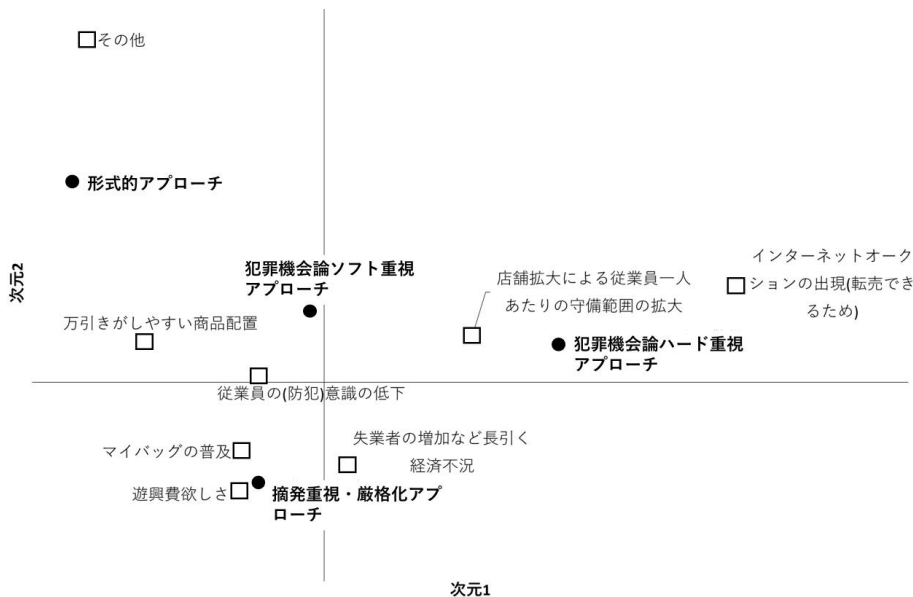 その他
形式的アプローチ
犯罪機会論ソフト重視
アプローチ
インターネットオーク
ションの出現(転売でき
るため)
店舗拡大による従業員一人
あたりの守備範囲の拡大
次元2
万引きがしやすい商品配置
犯罪機会論ハード重視
アプローチ
従業員の(防犯)意識の低下
マイバッグの普及
失業者の増加など長引く
経済不況
遊興費欲しさ
摘発重視・厳格化アプ
ローチ
次元1